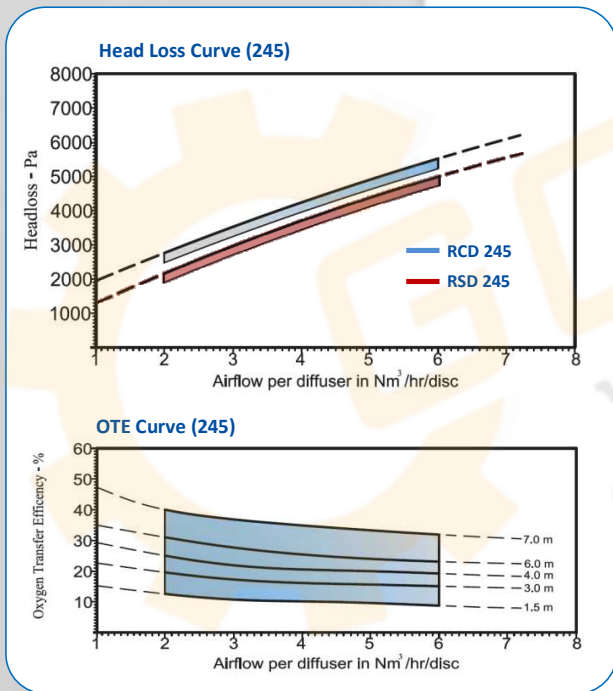 Head Loss Curve (245)
8000
7000
6000
5000
4000
3000
2000
1000
Headloss - Pa
RCD 245
RSD 245
1 2 3 4 5 6 7 8
Airflow per diffuser in Nm³/hr/disc
OTE Curve (245)
60
50
40
30
20
10
Oxygen Transfer Efficency - %
7.0 m
6.0 m
4.0 m
3.0 m
1.5 m
1 2 3 4 5 6 7 8
Airflow per diffuser in Nm³/hr/disc